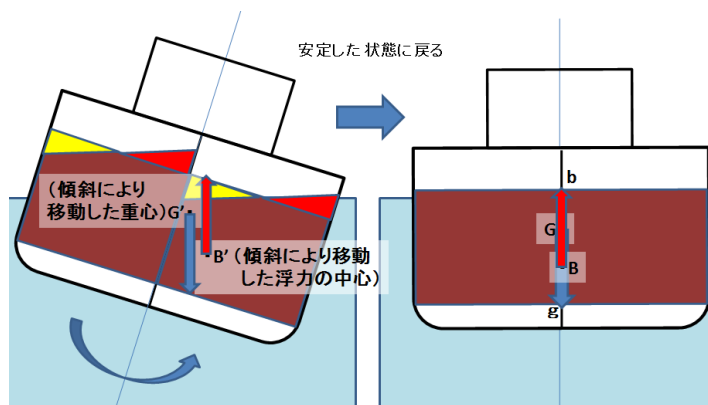 安定した状態に戻る
(傾斜により
移動した重心)G’
B’(傾斜により移動
した浮力の中心)
b
G
B
g